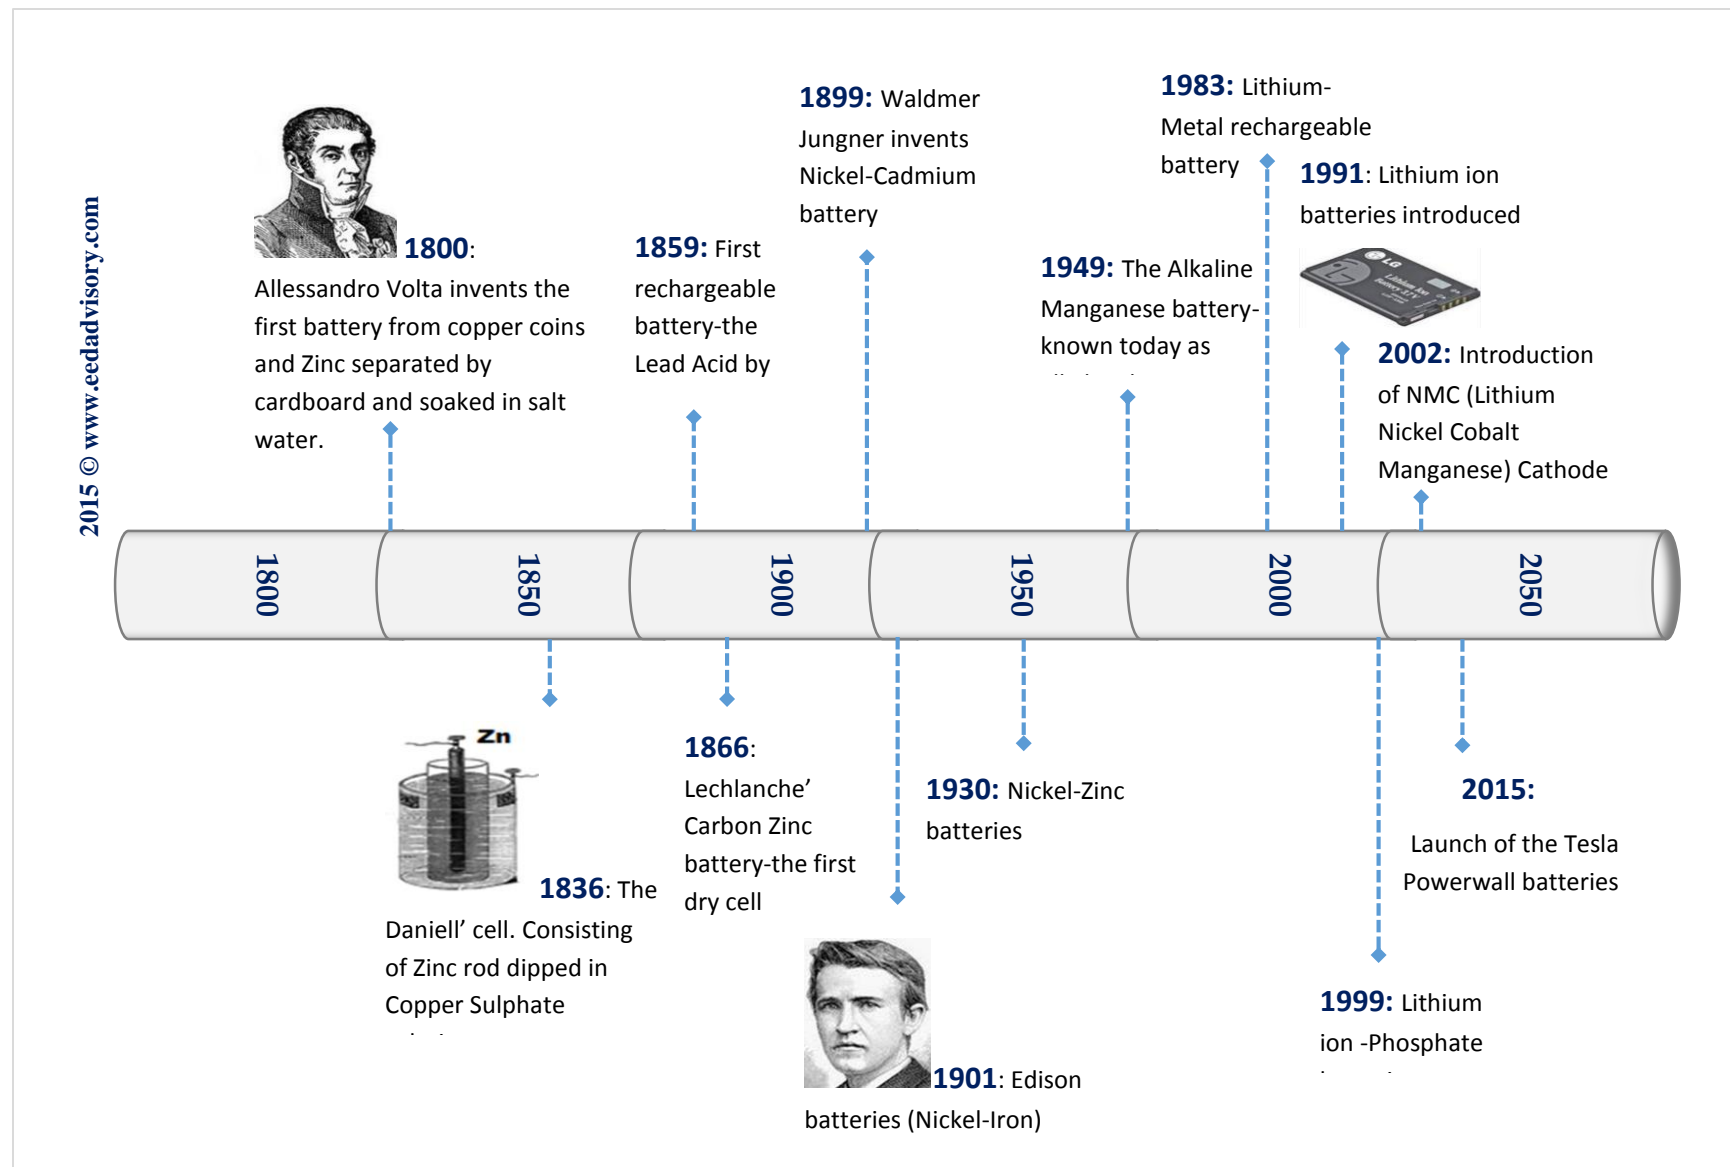 2015 © www.eedadvisory.com
1800:
Allessandro Volta invents the
first battery from copper coins
and Zinc separated by
cardboard and soaked in salt
water.
1859: First
rechargeable
battery-the
Lead Acid by
1899: Waldmer
Jungner invents
Nickel-Cadmium
battery
1949: The Alkaline
Manganese battery-
known today as
1983: Lithium-
Metal rechargeable
battery
1991: Lithium ion
batteries introduced
LG
Lithium Ion
Battery 3.7V
2002: Introduction
of NMC (Lithium
Nickel Cobalt
Manganese) Cathode
1800
1850
1900
1950
2000
2050
Zn
1836: The
Daniell’ cell. Consisting
of Zinc rod dipped in
Copper Sulphate
1866:
Lechlanche’
Carbon Zinc
battery-the first
dry cell
1901: Edison
batteries (Nickel-Iron)
1930: Nickel-Zinc
batteries
1999: Lithium
ion -Phosphate
2015:
Launch of the Tesla
Powerwall batteries